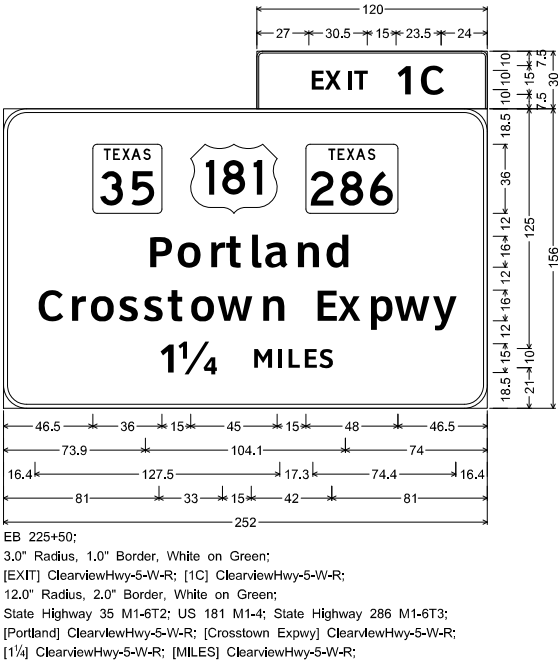 120
27 30.5 15 23.5 24
EXIT 1C
7.5 15 7.5
10 10 10
30
TEXAS 35
181
TEXAS 286
Portland
Crosstown Expwy
1¼ MILES
18.5 36 12 16 12 16 12 15 18.5
125 10 21
156
46.5 36 15 45 15 48 46.5
73.9 104.1 74
16.4 127.5 17.3 74.4 16.4
81 33 15 42 81
252
EB 225+50;
3.0" Radius, 1.0" Border, White on Green;
[EXIT] ClearviewHwy-5-W-R; [1C] ClearviewHwy-5-W-R;
12.0" Radius, 2.0" Border, White on Green;
State Highway 35 M1-6T2; US 181 M1-4; State Highway 286 M1-6T3;
[Portland] ClearviewHwy-5-W-R; [Crosstown Expwy] ClearviewHwy-5-W-R;
[1¼] ClearviewHwy-5-W-R; [MILES] ClearviewHwy-5-W-R;